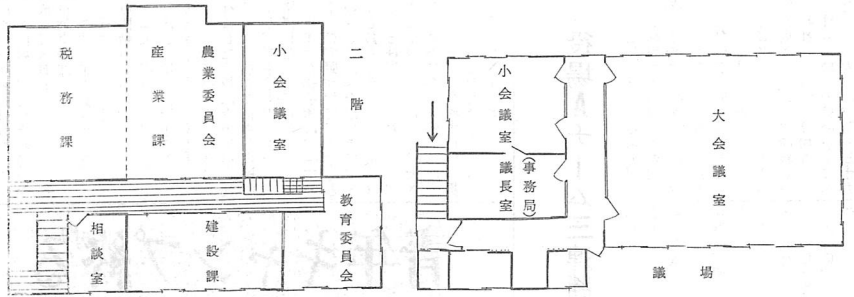 二階
小会議室
農業委員会
産業課
税務課
教育委員会
建設課
相談室
大会議室
小会議室
(事務局)
議長室
議場